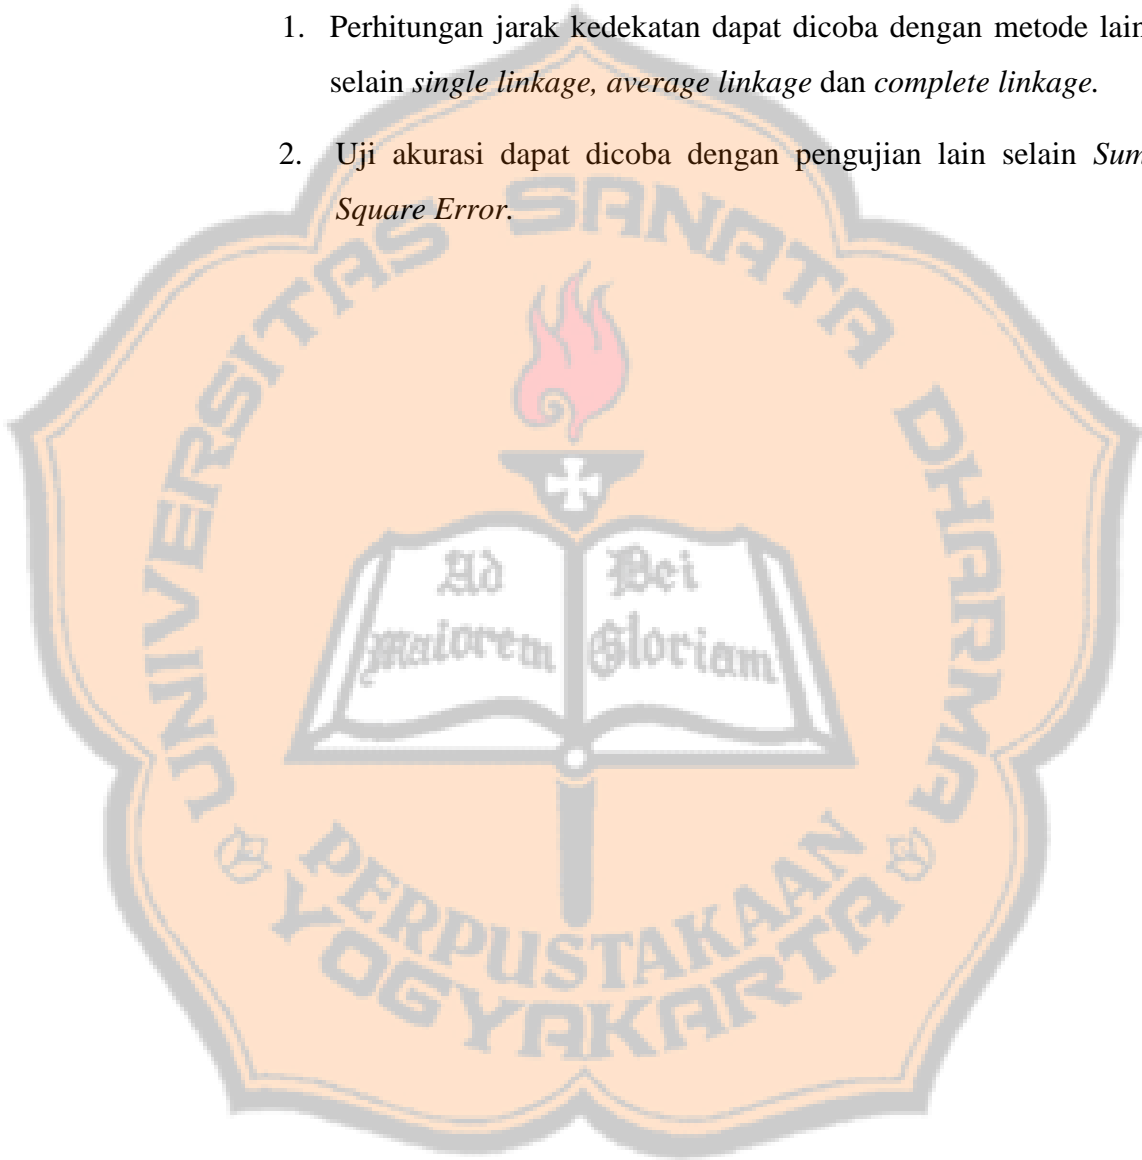 1. Perhitungan jarak kedekatan dapat dicoba dengan metode lain
selain single linkage, average linkage dan complete linkage.
2. Uji akurasi dapat dicoba dengan pengujian lain selain Sum
Square Error.
UNIVERSITAS SANATA DHARMA
Ad Dei
Maiorem Gloriam
PERPUSTAKAAN
YOGYAKARTA